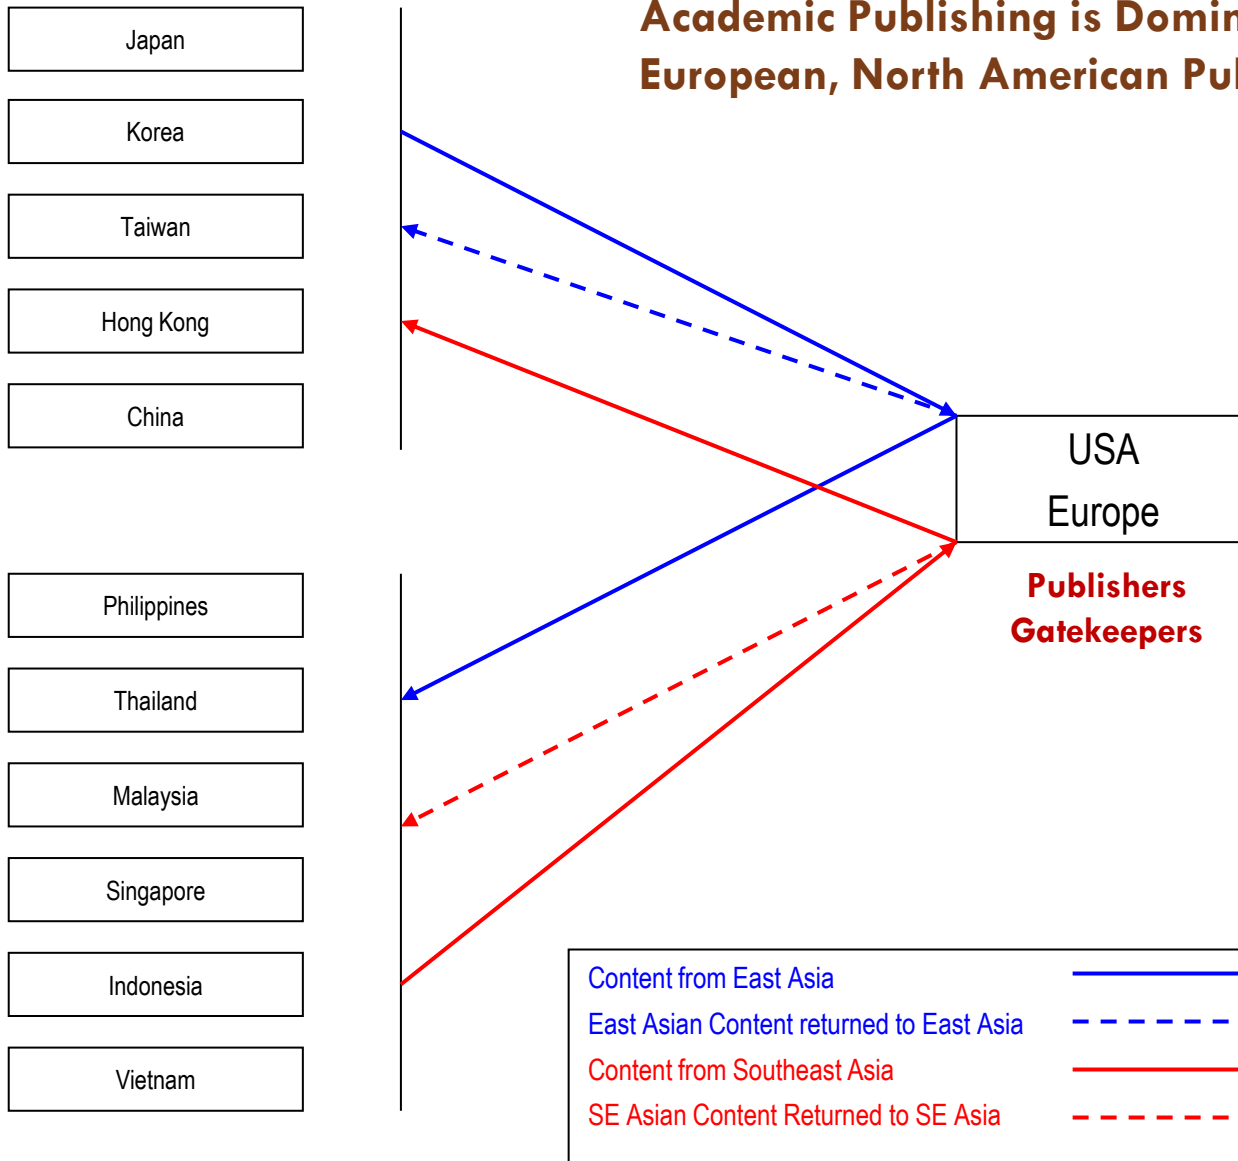 Academic Publishing is Domin
European, North American Pu
Japan
Korea
Taiwan
Hong Kong
China
USA
Europe
Publishers
Gatekeepers
Philippines
Thailand
Malaysia
Singapore
Indonesia
Vietnam
Content from East Asia
East Asian Content returned to East Asia
Content from Southeast Asia
SE Asian Content Returned to SE Asia